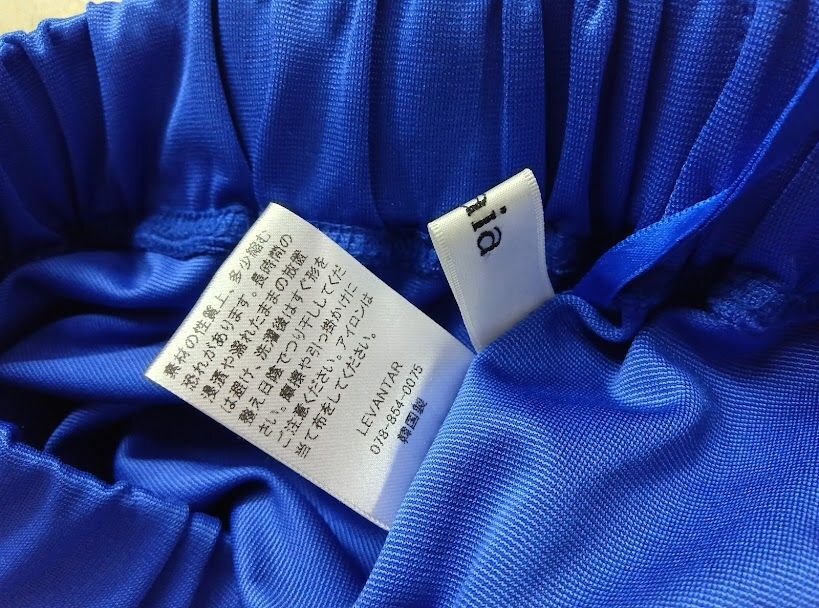 素材の性質上、多少縮む
恐れがあります。長時間の
浸漬や濡れたままの放置
は避け、洗濯後はすぐ形を
整え日陰でつり干ししてくだ
さい。摩擦や引っ掛かけに
ご注意ください。アイロンは
当て布をしてください。
LEVANTAR
078-854-0075
韓国製
aia